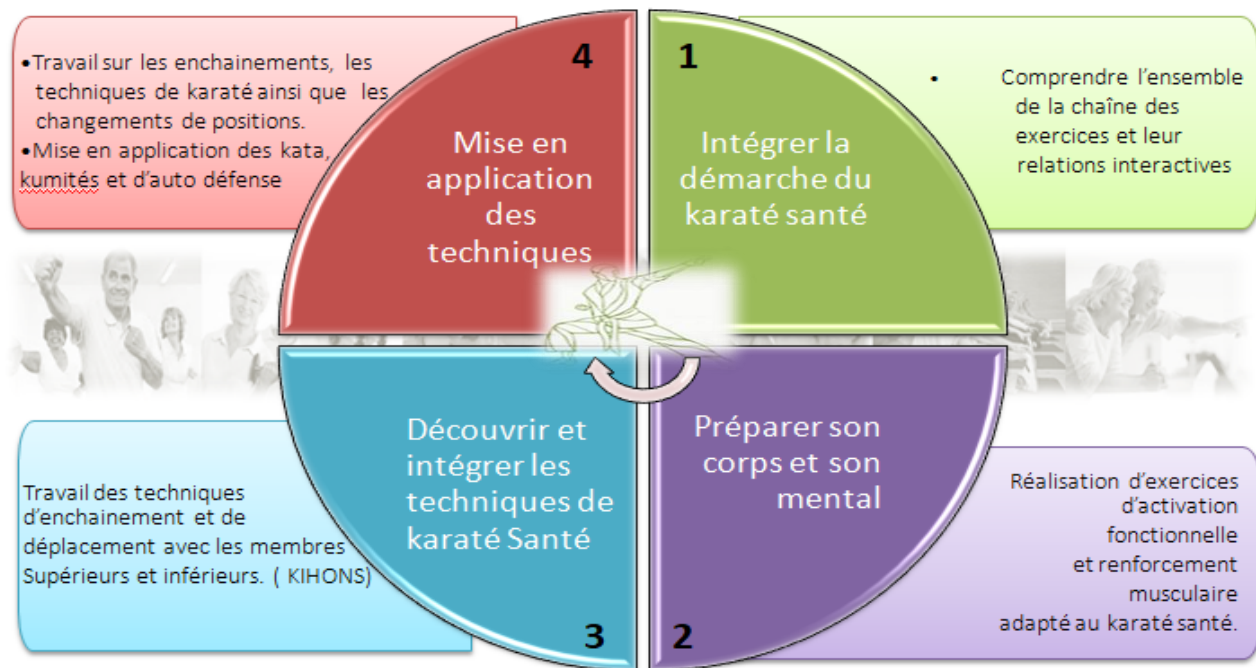 4
•Travail sur les enchainements, les
techniques de karaté ainsi que les
changements de positions.
•Mise en application des kata,
kumités et d'auto défense
Mise en
application
des
techniques
1
Intégrer la
démarche du
karaté santé
• Comprendre l'ensemble
de la chaîne des
exercices et leur
relations interactives
Découvrir et
intégrer les
techniques de
karaté Santé
3
Travail des techniques
d'enchainement et de
déplacement avec les membres
Supérieurs et inférieurs. ( KIHONS)
Préparer son
corps et son
mental
2
Réalisation d'exercices
d'activation
fonctionnelle
et renforcement
musculaire
adapté au karaté santé.